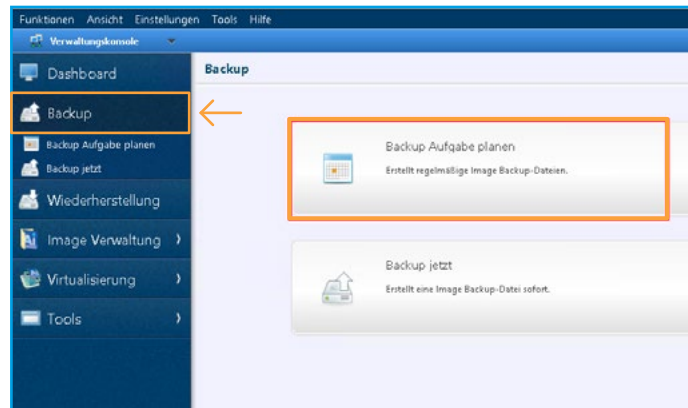 Funktionen Ansicht Einstellungen Tools Hilfe
Verwaltungskonsole
Dashboard
Backup
Backup Aufgabe planen
Backup jetzt
Wiederherstellung
Image Verwaltung
Virtualisierung
Tools
Backup
Backup Aufgabe planen
Erstellt regelmäßige Image Backup-Dateien.
Backup jetzt
Erstellt eine Image Backup-Datei sofort.